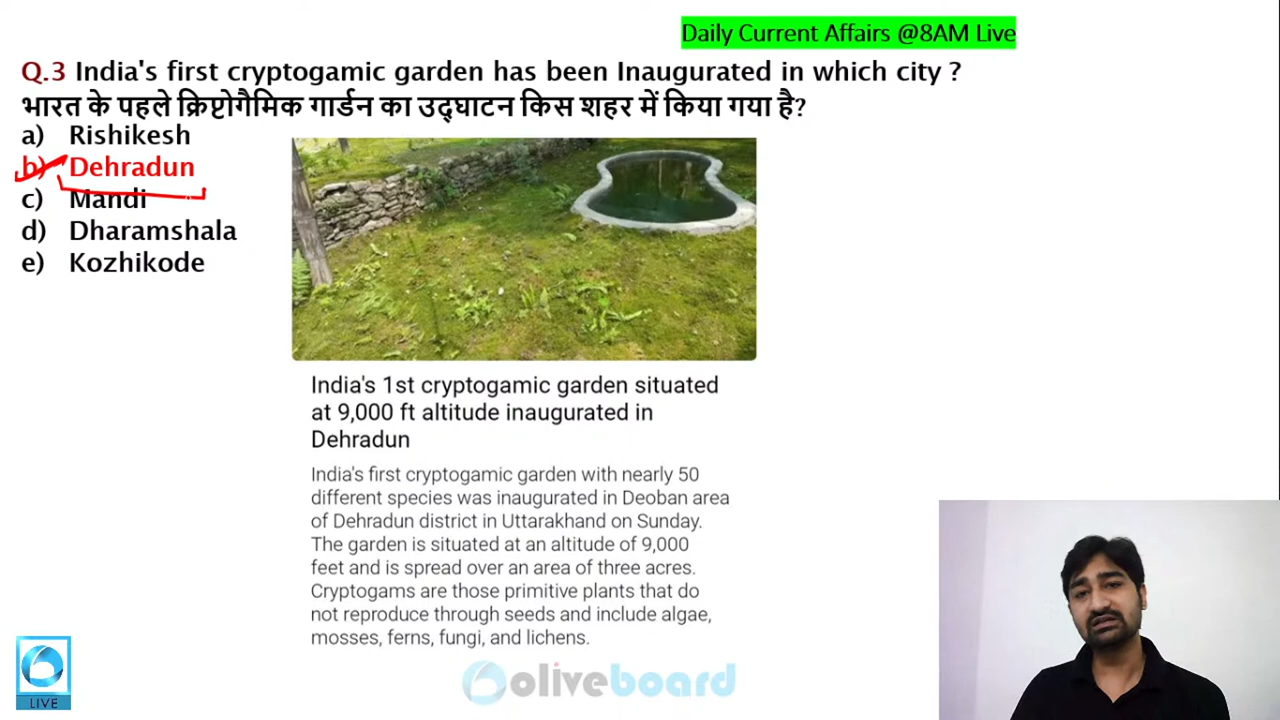 Daily Current Affairs @8AM Live
Q.3 India's first cryptogamic garden has been Inaugurated in which city ?
भारत के पहले क्रिप्टोगैमिक गार्डन का उद्घाटन किस शहर में किया गया है?
a) Rishikesh
b) Dehradun
c) Mandi
d) Dharamshala
e) Kozhikode
India's 1st cryptogamic garden situated
at 9,000 ft altitude inaugurated in
Dehradun
India's first cryptogamic garden with nearly 50
different species was inaugurated in Deoban area
of Dehradun district in Uttarakhand on Sunday.
The garden is situated at an altitude of 9,000
feet and is spread over an area of three acres.
Cryptogams are those primitive plants that do
not reproduce through seeds and include algae,
mosses, ferns, fungi, and lichens.
oliveboard
LIVE